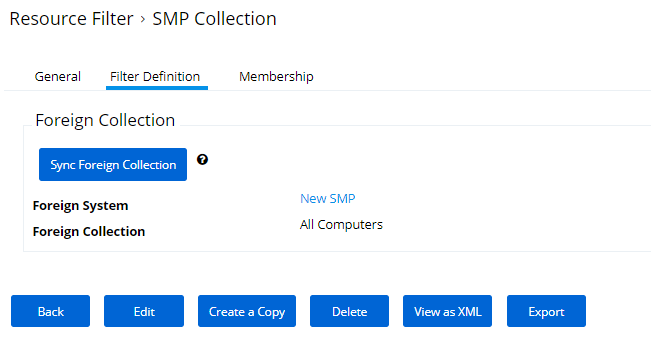 Resource Filter › SMP Collection
General Filter Definition Membership
Foreign Collection
Sync Foreign Collection ?
Foreign System New SMP
Foreign Collection All Computers
Back Edit Create a Copy Delete View as XML Export